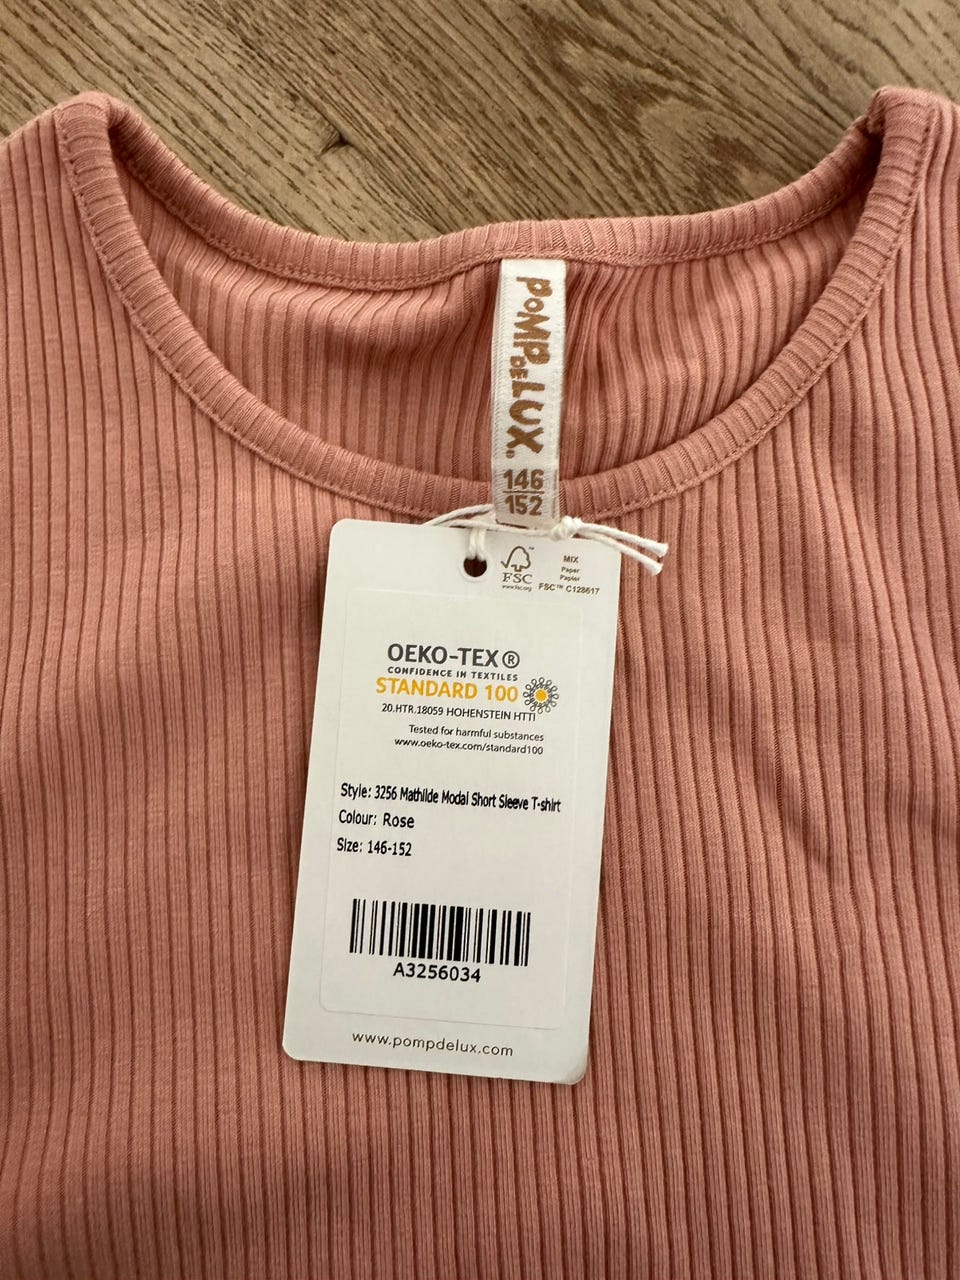 POMP DE LUX®
146
152
FSC™
www.fsc.org
MIX
Paper
Papier
FSC™ C128617
OEKO-TEX®
CONFIDENCE IN TEXTILES
STANDARD 100
20.HTR.18059 HOHENSTEIN HTTI
Tested for harmful substances
www.oeko-tex.com/standard100
Style: 3256 Mathilde Modal Short Sleeve T-shirt
Colour: Rose
Size: 146-152
A3256034
www.pompdelux.com